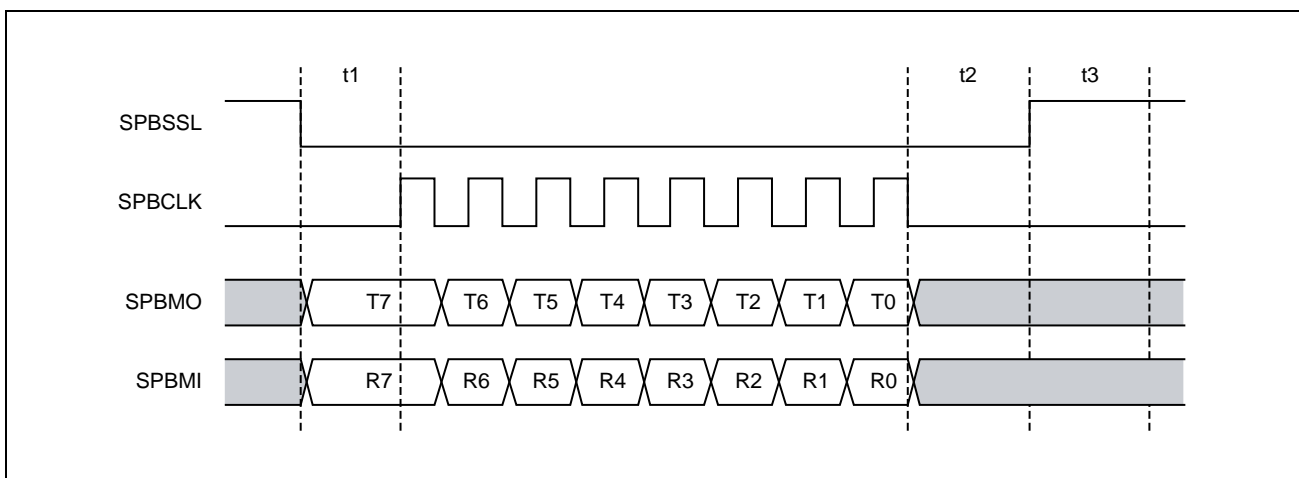 t1 t2 t3
SPBSSL
SPBCLK
SPBMO T7 T6 T5 T4 T3 T2 T1 T0
SPBMI R7 R6 R5 R4 R3 R2 R1 R0